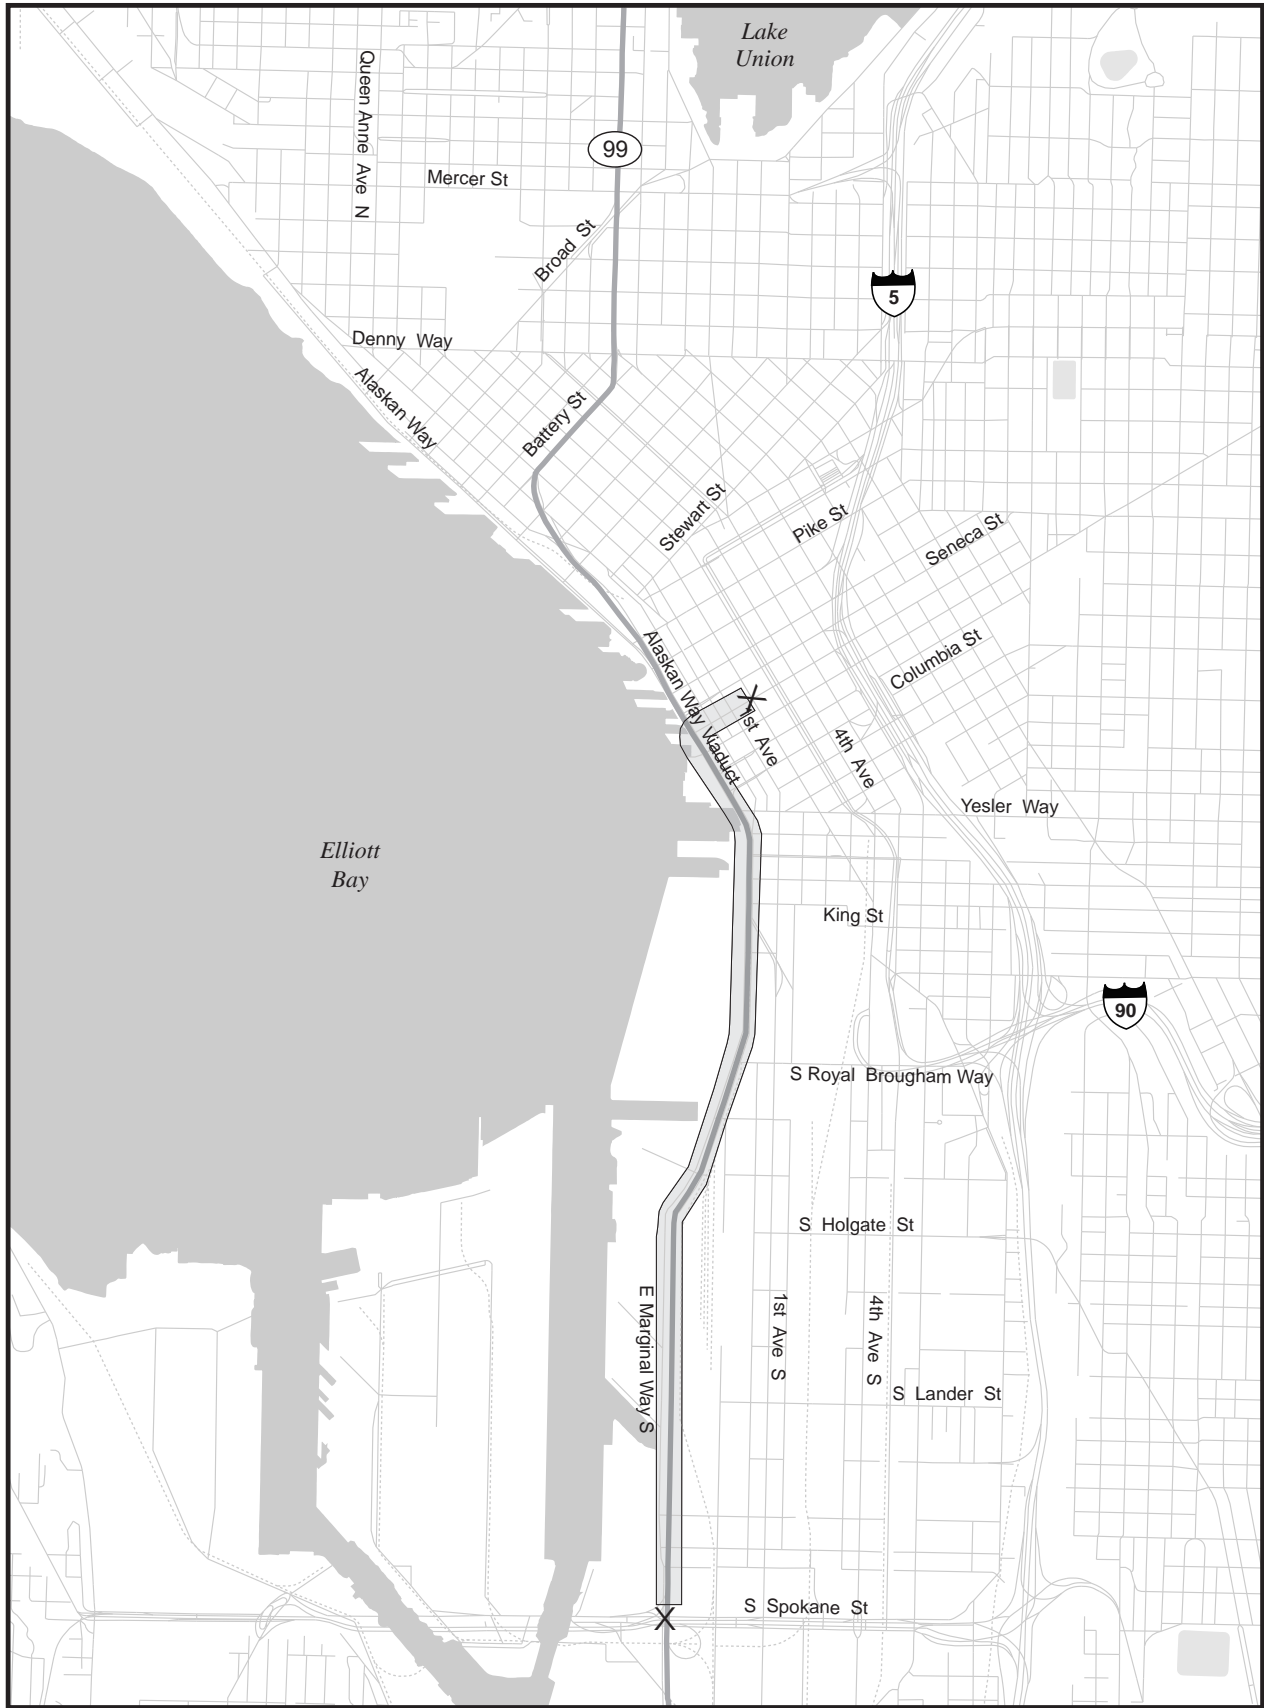 Lake
Union
Queen Anne Ave N
99
Mercer St
Broad St
5
Denny Way
Alaskan Way
Battery St
Stewart St
Pike St
Seneca St
Alaskan Way Viaduct
Columbia St
X
1st Ave
4th Ave
Yesler Way
Elliott
Bay
King St
90
S Royal Brougham Way
S Holgate St
E Marginal Way S
1st Ave S
4th Ave S
S Lander St
S Spokane St
X